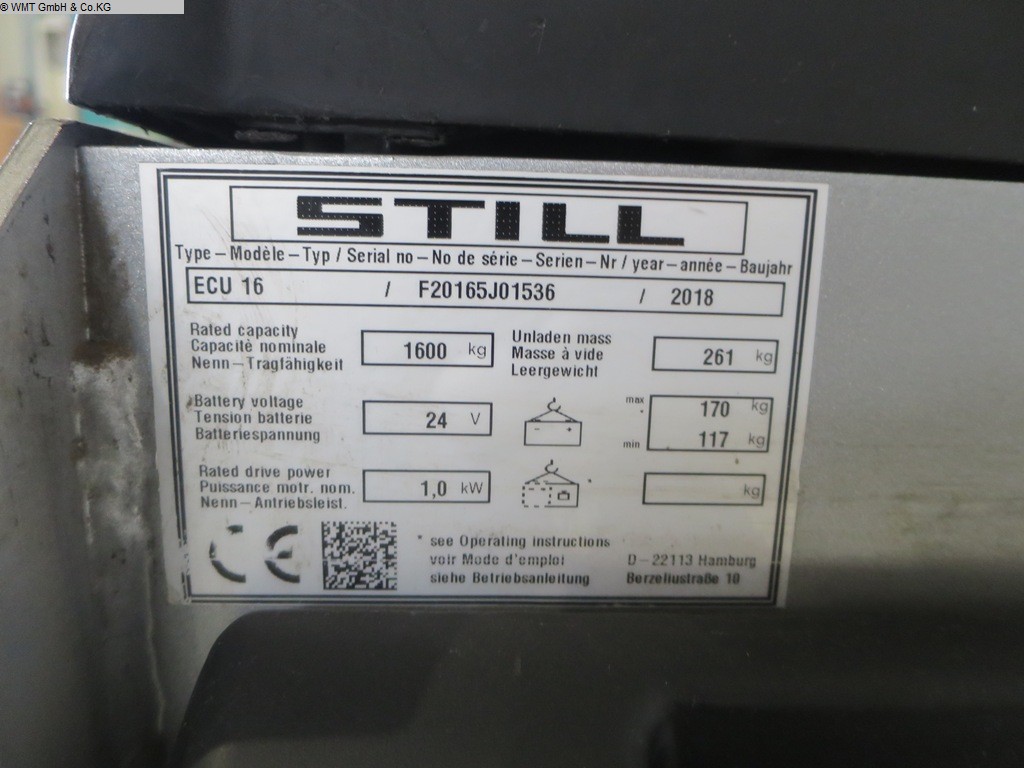 © WMT GmbH & Co.KG
STILL
Type – Modèle – Typ / Serial no – No de série – Serien – Nr / year – année – Baujahr
ECU 16 / F20165J01536 / 2018
Rated capacity
Capacité nominale
Nenn – Tragfähigkeit
1600 kg
Unladen mass
Masse à vide
Leergewicht
261 kg
Battery voltage
Tension batterie
Batteriespannung
24 V
max 170 kg
min 117 kg
Rated drive power
Puissance motr. nom.
Nenn – Antriebsleist.
1,0 kW
kg
CE
* see Operating instructions
voir Mode d'emploi
siehe Betriebsanleitung
D – 22113 Hamburg
Berzeliustraße 10